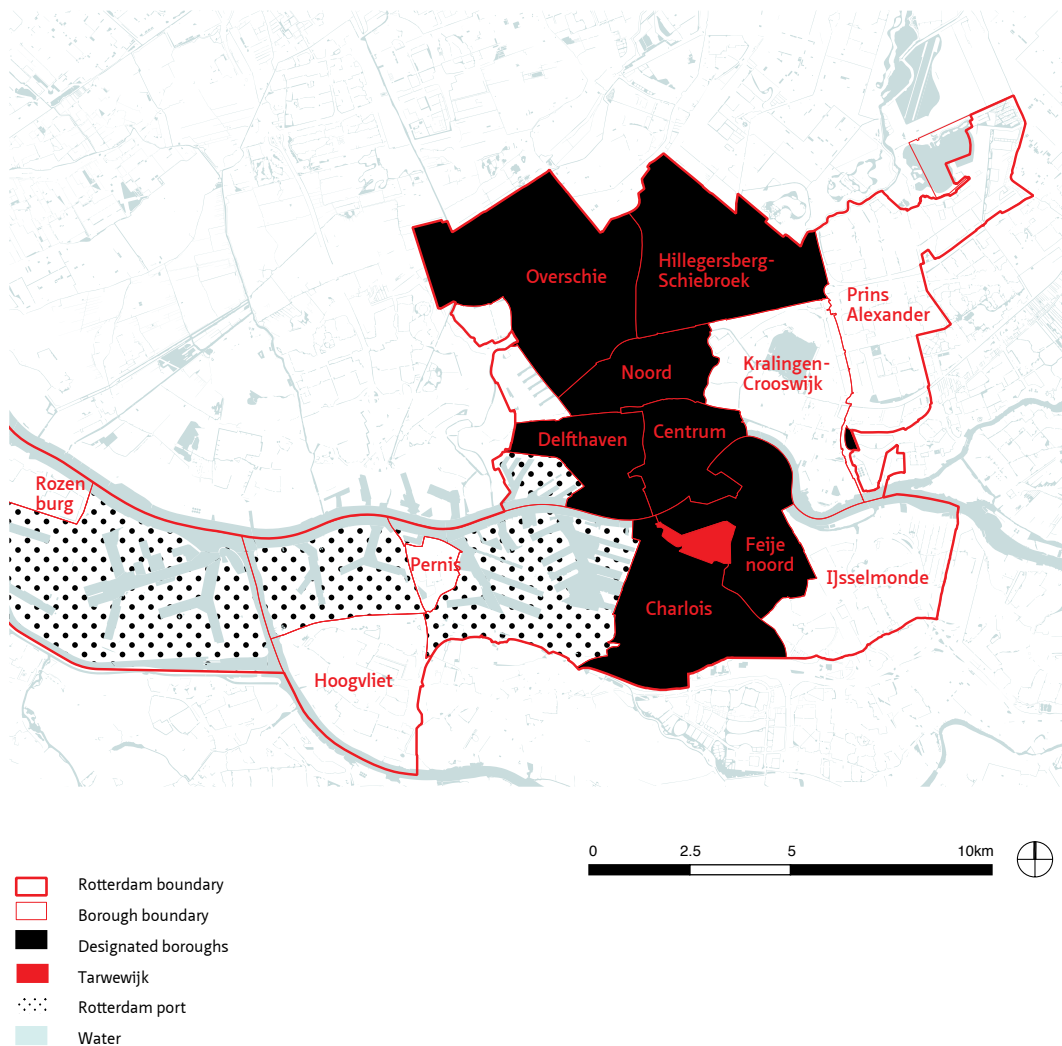 Overschie
Hillegersberg-
Schiebroek
Prins
Alexander
Noord
Kralingen-
Crooswijk
Delfthaven
Centrum
Rozen
burg
Pernis
Feije
noord
IJsselmonde
Charlois
Hoogvliet
0 2.5 5 10km
Rotterdam boundary
Borough boundary
Designated boroughs
Tarwewijk
Rotterdam port
Water